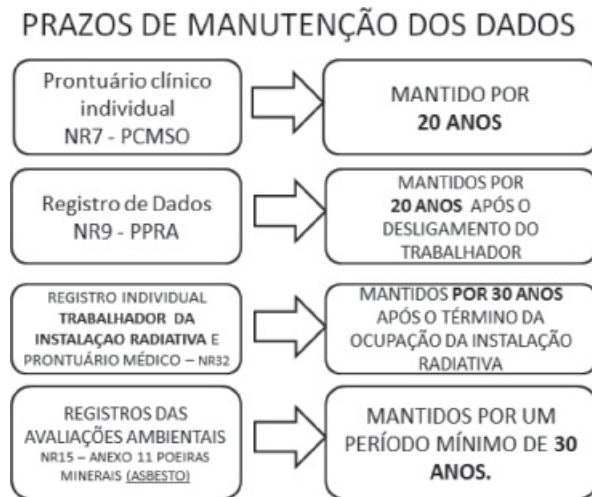 PRAZOS DE MANUTENÇÃO DOS DADOS
Prontuário clínico
individual
NR7 - PCMSO
MANTIDO POR
20 ANOS
Registro de Dados
NR9 - PPRA
MANTIDOS POR
20 ANOS APÓS O
DESLIGAMENTO DO
TRABALHADOR
REGISTRO INDIVIDUAL
TRABALHADOR DA
INSTALAÇAO RADIATIVA E
PRONTUÁRIO MÉDICO – NR32
MANTIDOS POR 30 ANOS
APÓS O TÉRMINO DA
OCUPAÇÃO DA INSTALAÇÃO
RADIATIVA
REGISTROS DAS
AVALIAÇÕES AMBIENTAIS
NR15 – ANEXO 11 POEIRAS
MINERAIS (ASBESTO)
MANTIDOS POR UM
PERÍODO MÍNIMO DE 30
ANOS.